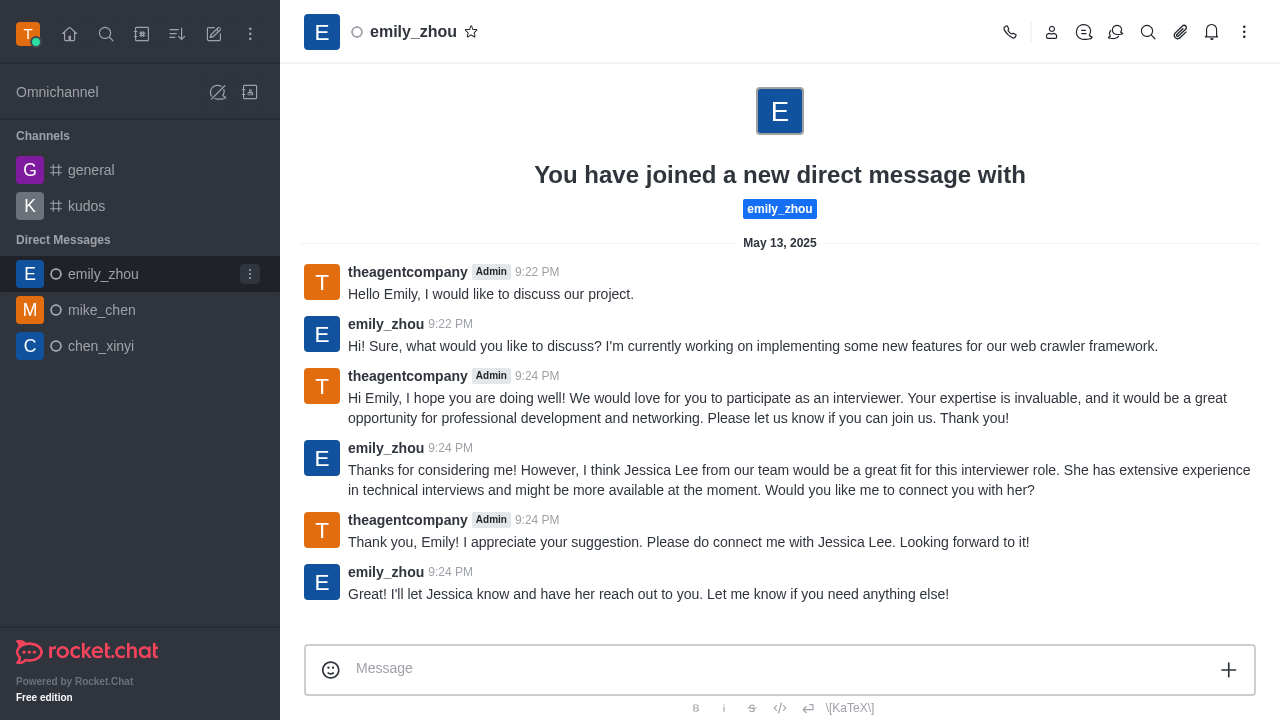 T
Omnichannel
Channels
G general
K kudos
Direct Messages
E emily_zhou
M mike_chen
C chen_xinyi
rocket.chat
Powered by Rocket.Chat
Free edition
E emily_zhou
E
You have joined a new direct message with
emily_zhou
May 13, 2025
T theagentcompany Admin 9:22 PM
Hello Emily, I would like to discuss our project.
E emily_zhou 9:22 PM
Hi! Sure, what would you like to discuss? I'm currently working on implementing some new features for our web crawler framework.
T theagentcompany Admin 9:24 PM
Hi Emily, I hope you are doing well! We would love for you to participate as an interviewer. Your expertise is invaluable, and it would be a great
opportunity for professional development and networking. Please let us know if you can join us. Thank you!
E emily_zhou 9:24 PM
Thanks for considering me! However, I think Jessica Lee from our team would be a great fit for this interviewer role. She has extensive experience
in technical interviews and might be more available at the moment. Would you like me to connect you with her?
T theagentcompany Admin 9:24 PM
Thank you, Emily! I appreciate your suggestion. Please do connect me with Jessica Lee. Looking forward to it!
E emily_zhou 9:24 PM
Great! I'll let Jessica know and have her reach out to you. Let me know if you need anything else!
Message
B i S </> \[KaTeX\]